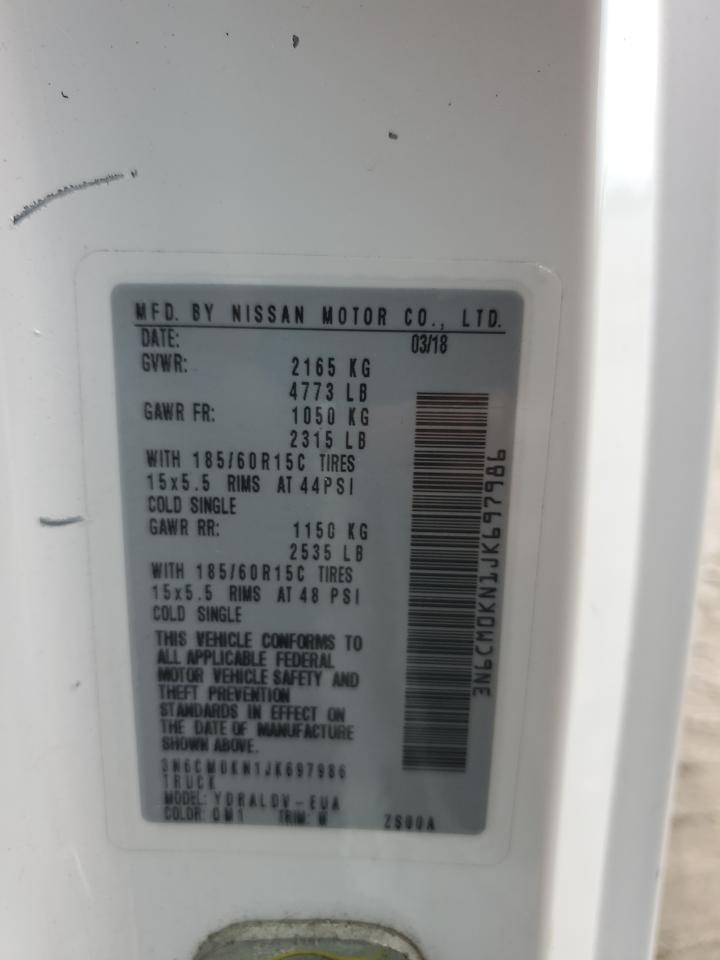 MFD. BY NISSAN MOTOR CO., LTD.
DATE: 03/18
GVWR: 2165 KG
4773 LB
GAWR FR: 1050 KG
2315 LB
WITH 185/60R15C TIRES
15x5.5 RIMS AT 44PSI
COLD SINGLE
GAWR RR: 1150 KG
2535 LB
WITH 185/60R15C TIRES
15x5.5 RIMS AT 48 PSI
COLD SINGLE
THIS VEHICLE CONFORMS TO
ALL APPLICABLE FEDERAL
MOTOR VEHICLE SAFETY AND
THEFT PREVENTION
STANDARDS IN EFFECT ON
THE DATE OF MANUFACTURE
SHOWN ABOVE.
3N6CM0KN1JK697986
TRUCK
MODEL: YDRALDV-EUA
COLOR: QM1 TRIM: W ZS00A
3N6CM0KN1JK697986